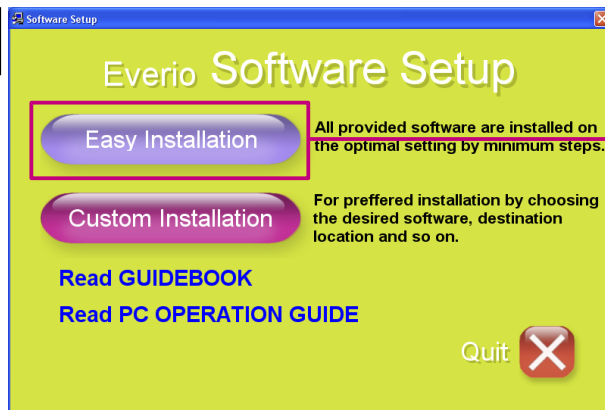 Software Setup
Everio Software Setup
Easy Installation
All provided software are installed on
the optimal setting by minimum steps.
Custom Installation
For preffered installation by choosing
the desired software, destination
location and so on.
Read GUIDEBOOK
Read PC OPERATION GUIDE
Quit